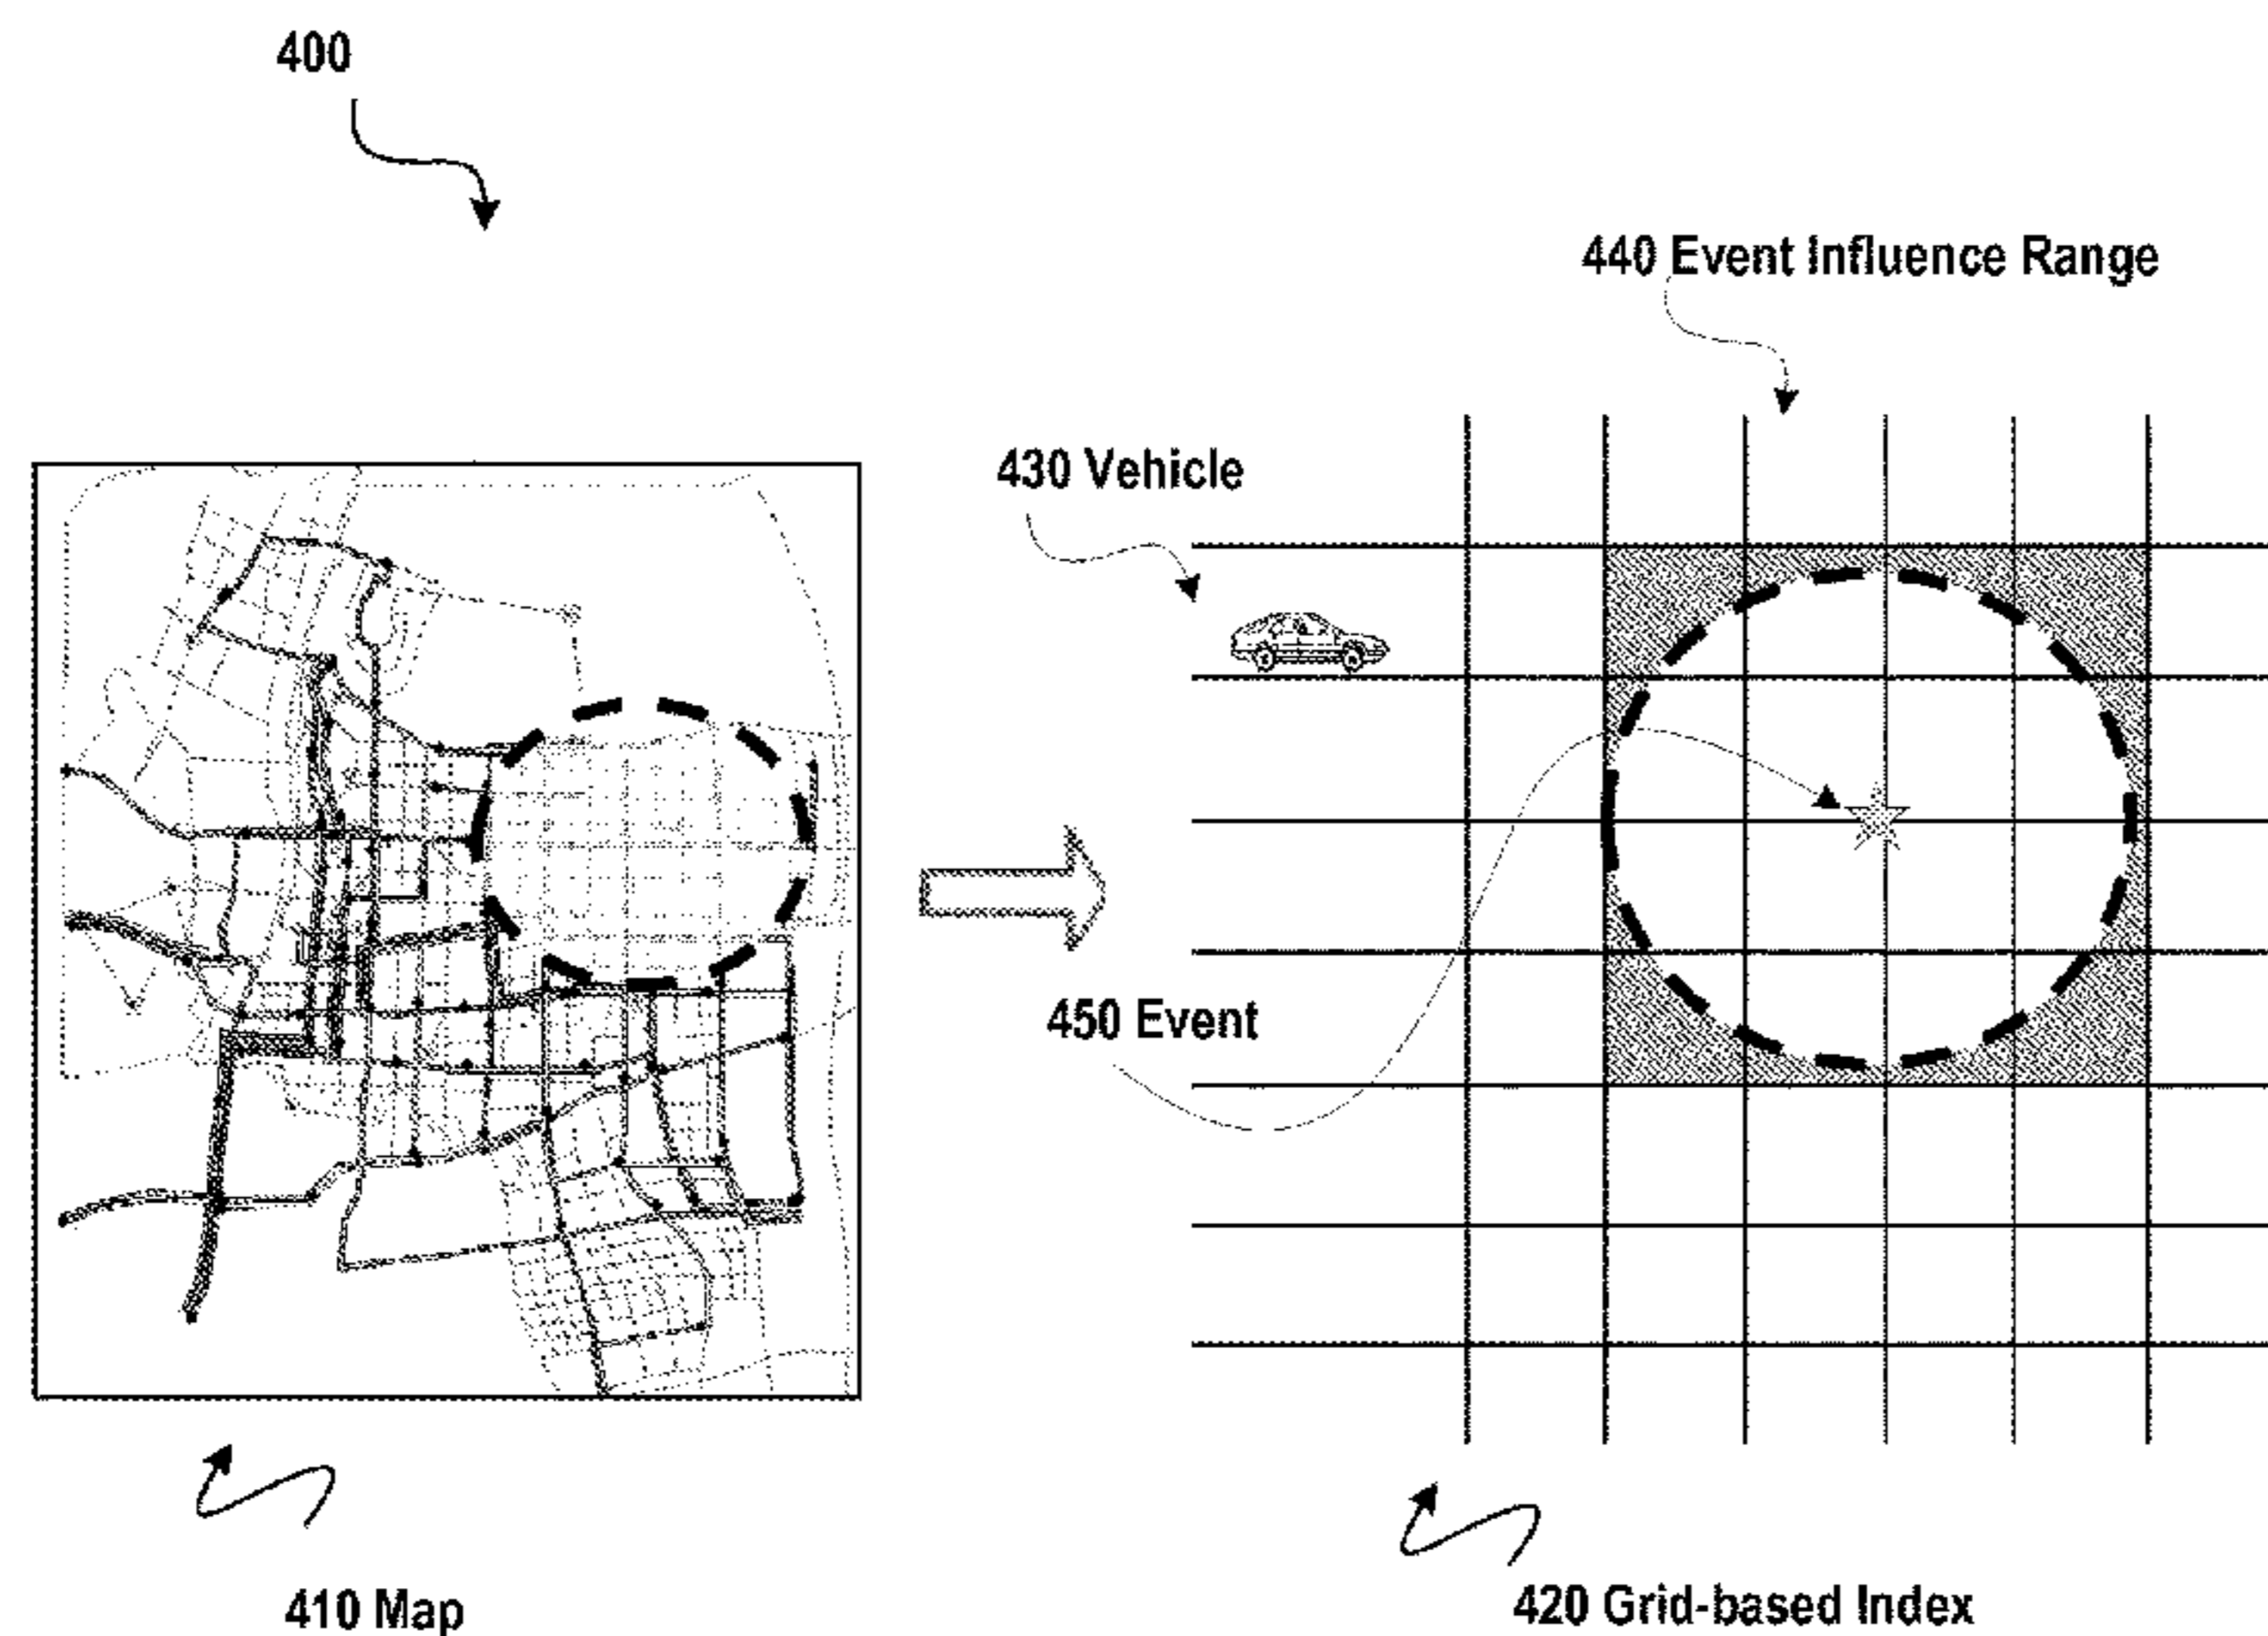 400
440 Event Influence Range
430 Vehicle
450 Event
410 Map
420 Grid-based Index